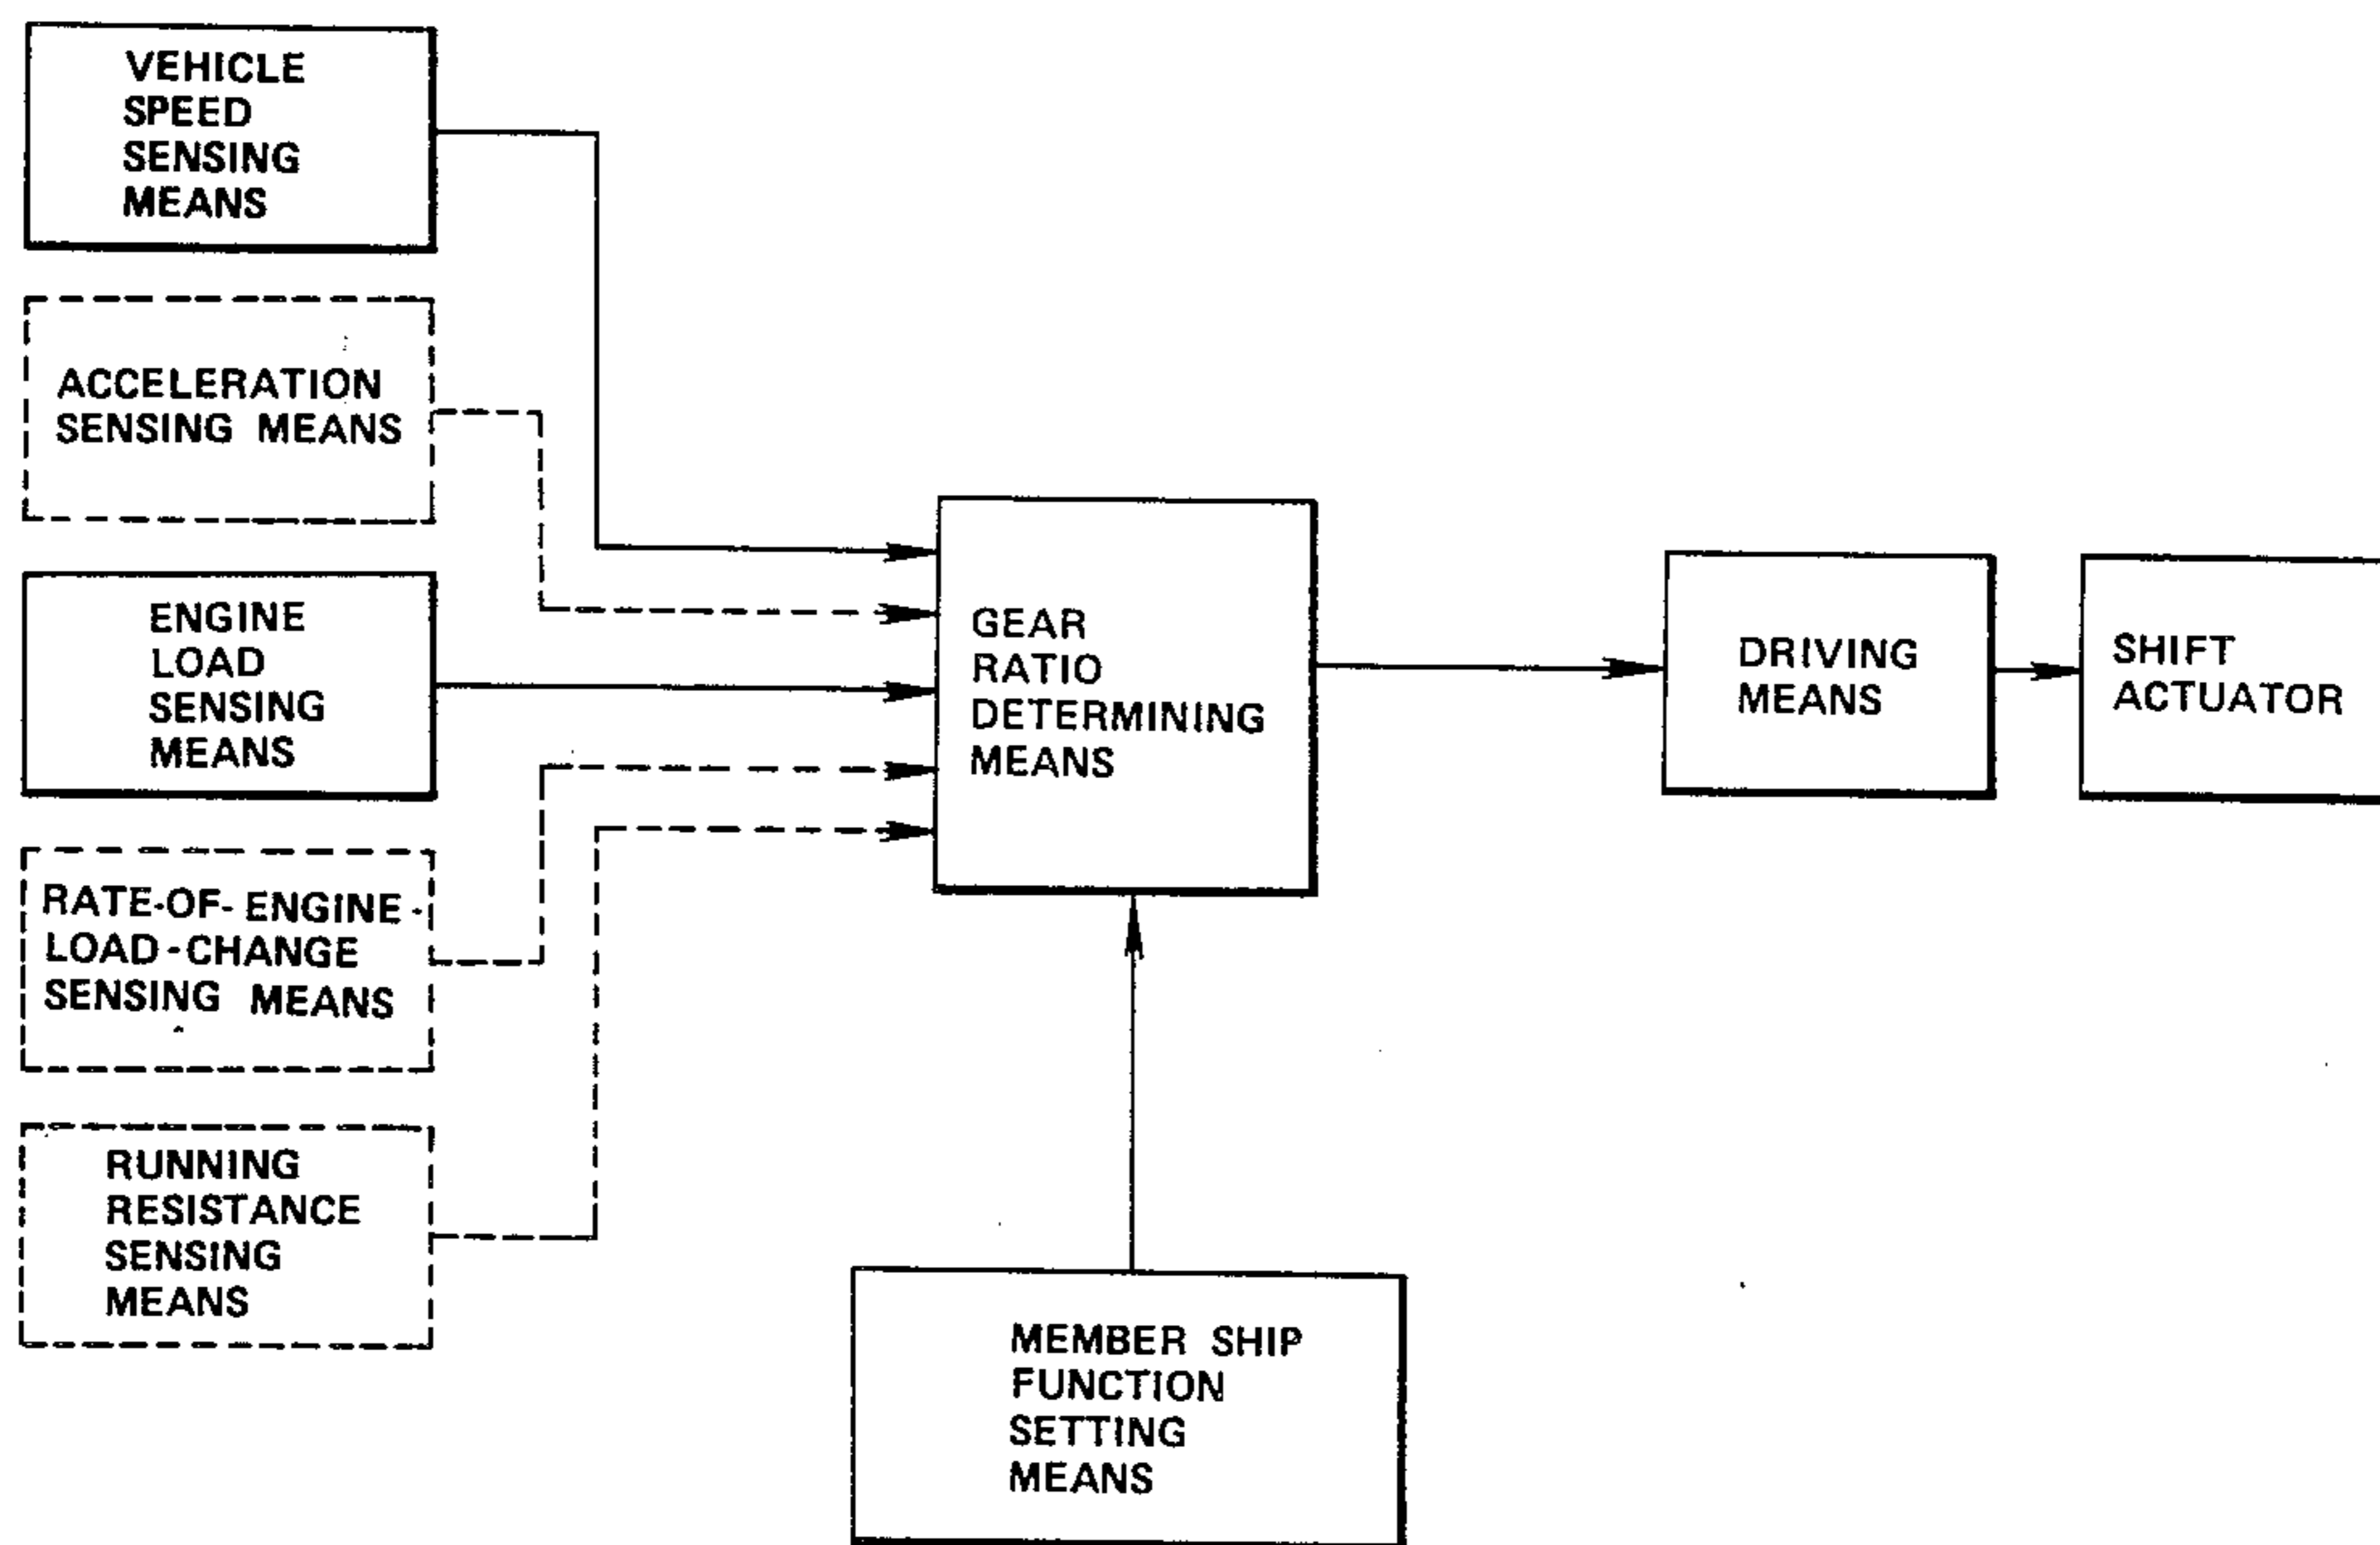 VEHICLE
SPEED
SENSING
MEANS
ACCELERATION
SENSING MEANS
ENGINE
LOAD
SENSING
MEANS
RATE-OF-ENGINE-
LOAD-CHANGE
SENSING MEANS
RUNNING
RESISTANCE
SENSING
MEANS
GEAR
RATIO
DETERMINING
MEANS
MEMBER SHIP
FUNCTION
SETTING
MEANS
DRIVING
MEANS
SHIFT
ACTUATOR